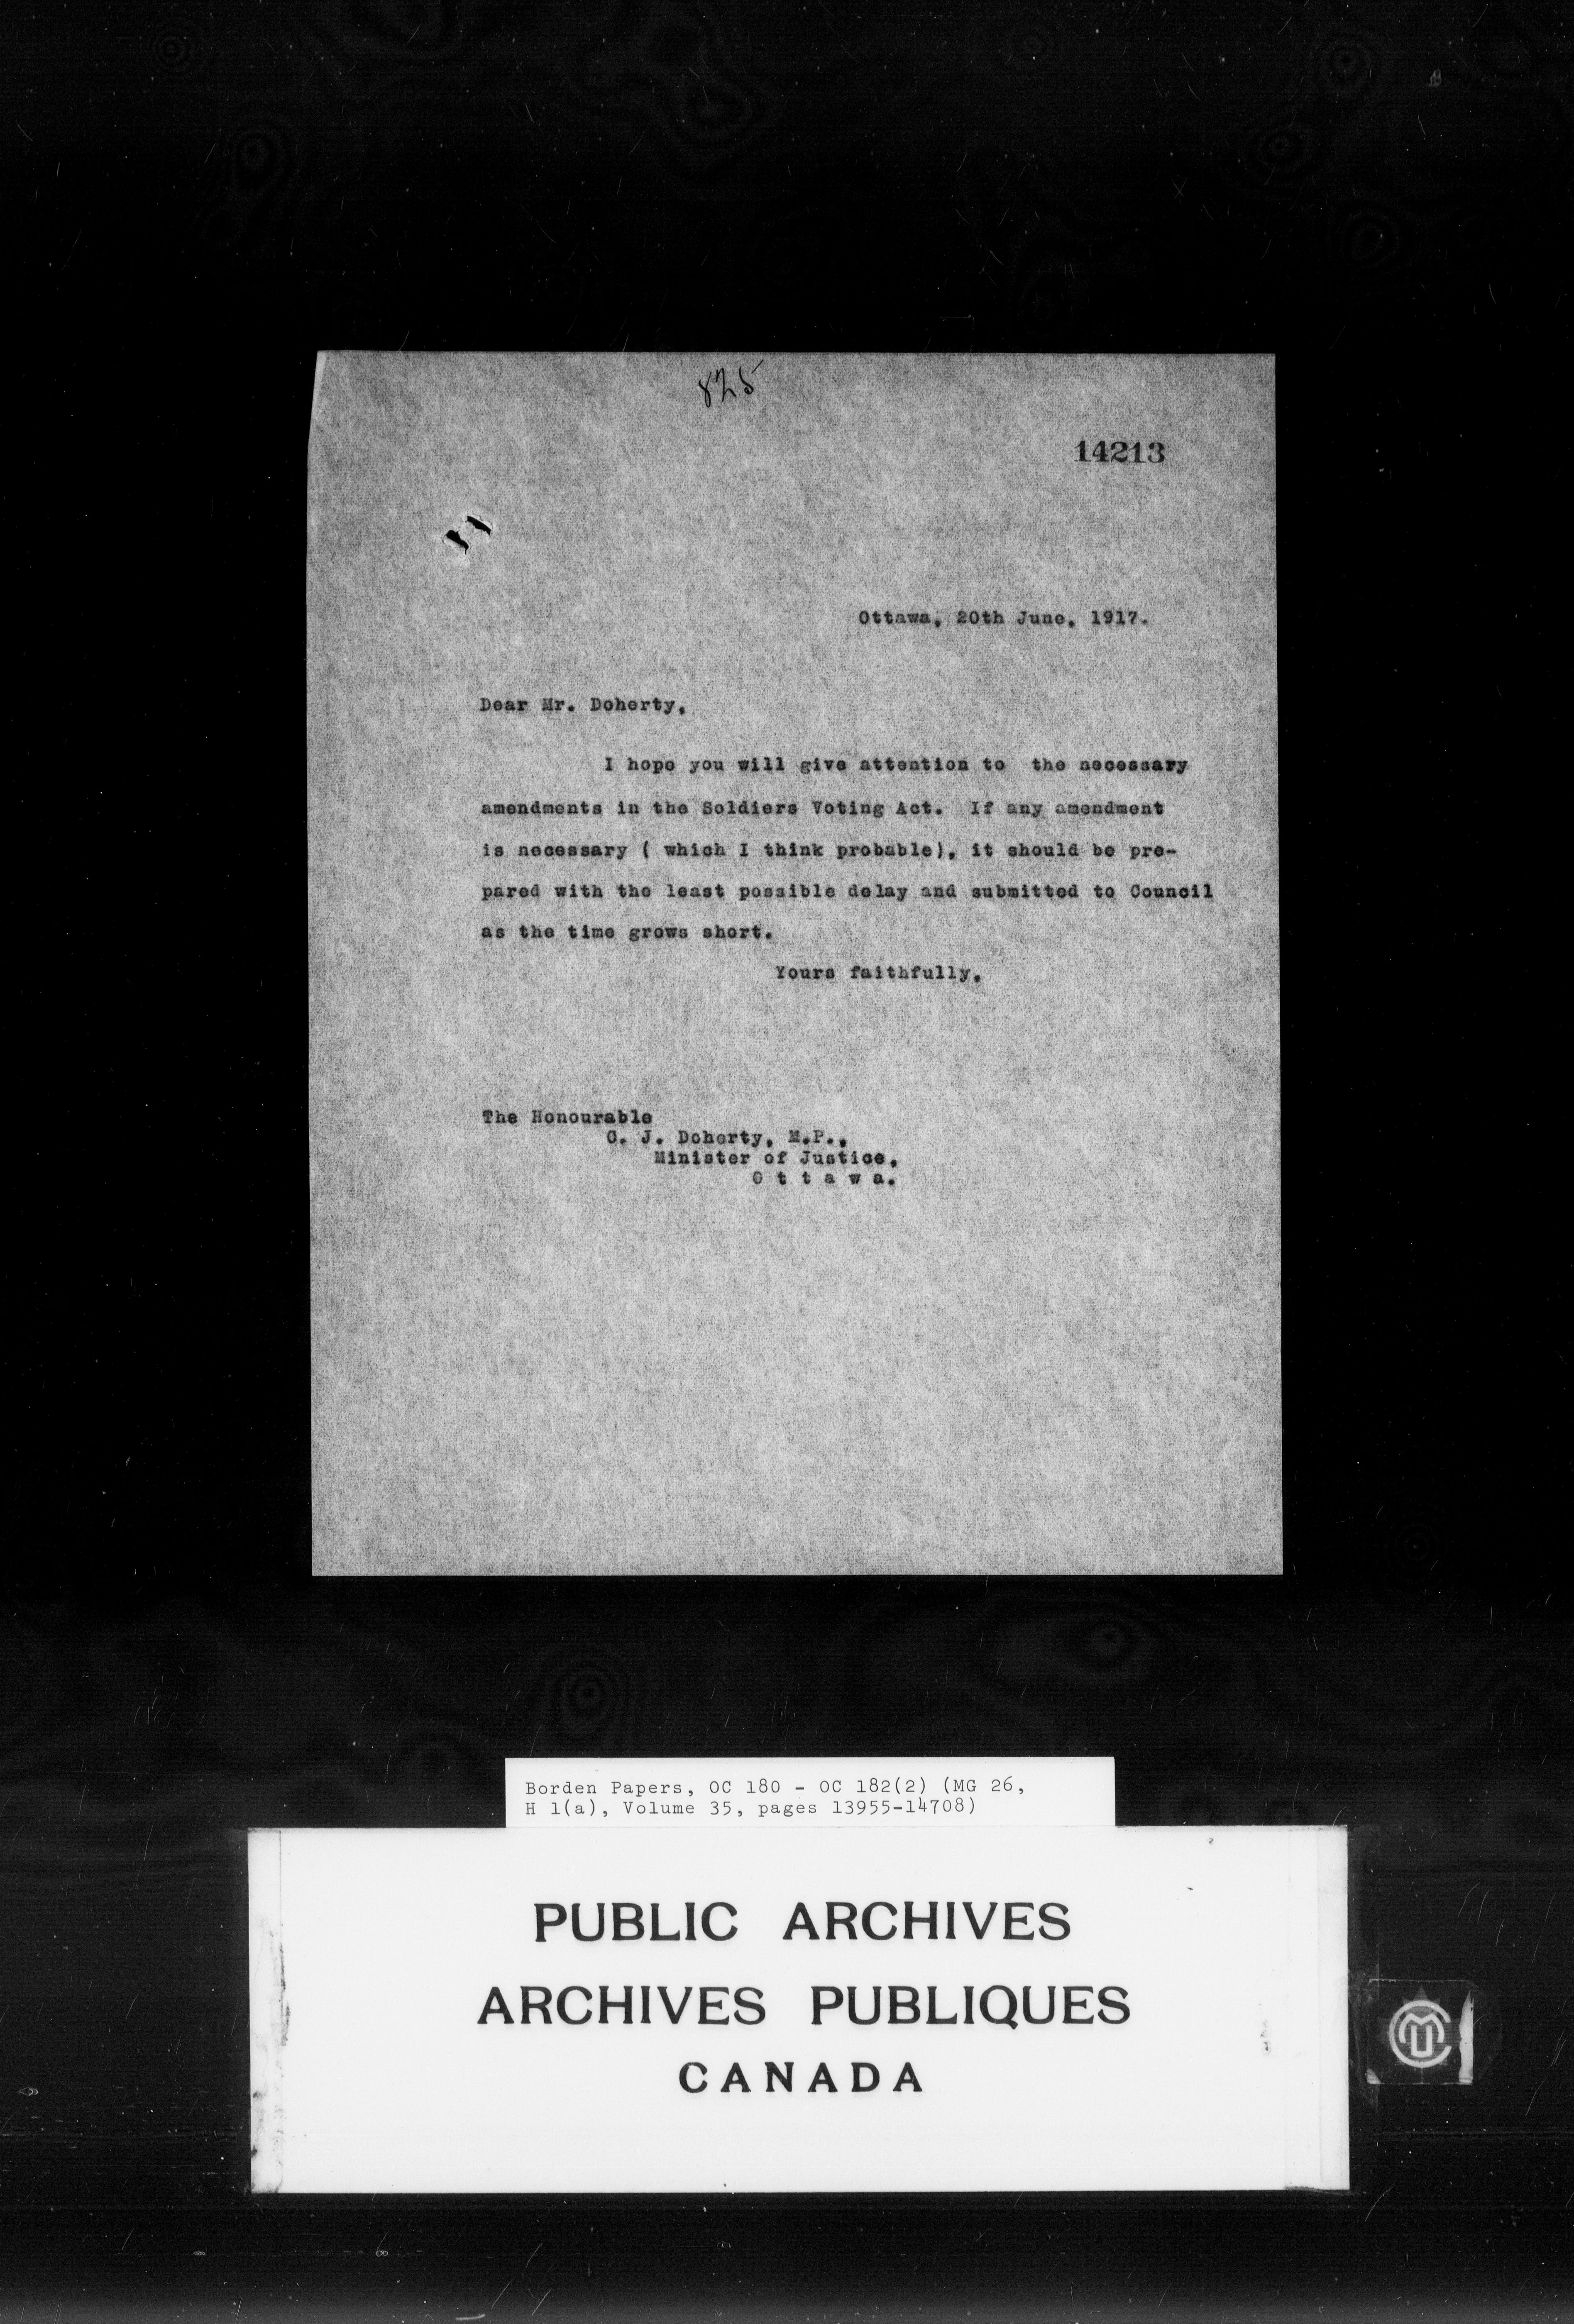 825
14213
Ottawa, 20th June, 1917.
Dear Mr. Doherty,
I hope you will give attention to the necessary
amendments in the Soldiers Voting Act. If any amendment
is necessary ( which I think probable), it should be pre-
pared with the least possible delay and submitted to Council
as the time grows short.
Yours faithfully,
The Honourable
C. J. Doherty, M.P.,
Minister of Justice,
O t t a w a.
Borden Papers, OC 180 - OC 182(2) (MG 26,
H 1(a), Volume 35, pages 13955-14708)
PUBLIC ARCHIVES
ARCHIVES PUBLIQUES
CANADA